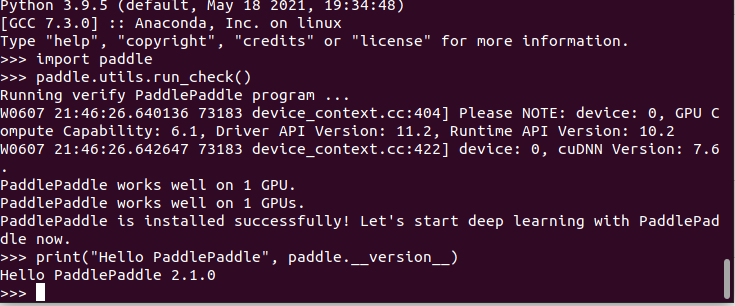 Python 3.9.5 (default, May 18 2021, 19:34:48)
[GCC 7.3.0] :: Anaconda, Inc. on linux
Type "help", "copyright", "credits" or "license" for more information.
>>> import paddle
>>> paddle.utils.run_check()
Running verify PaddlePaddle program ...
W0607 21:46:26.640136 73183 device_context.cc:404] Please NOTE: device: 0, GPU C
ompute Capability: 6.1, Driver API Version: 11.2, Runtime API Version: 10.2
W0607 21:46:26.642647 73183 device_context.cc:422] device: 0, cuDNN Version: 7.6
.
PaddlePaddle works well on 1 GPU.
PaddlePaddle works well on 1 GPUs.
PaddlePaddle is installed successfully! Let's start deep learning with PaddlePad
dle now.
>>> print("Hello PaddlePaddle", paddle.__version__)
Hello PaddlePaddle 2.1.0
>>>